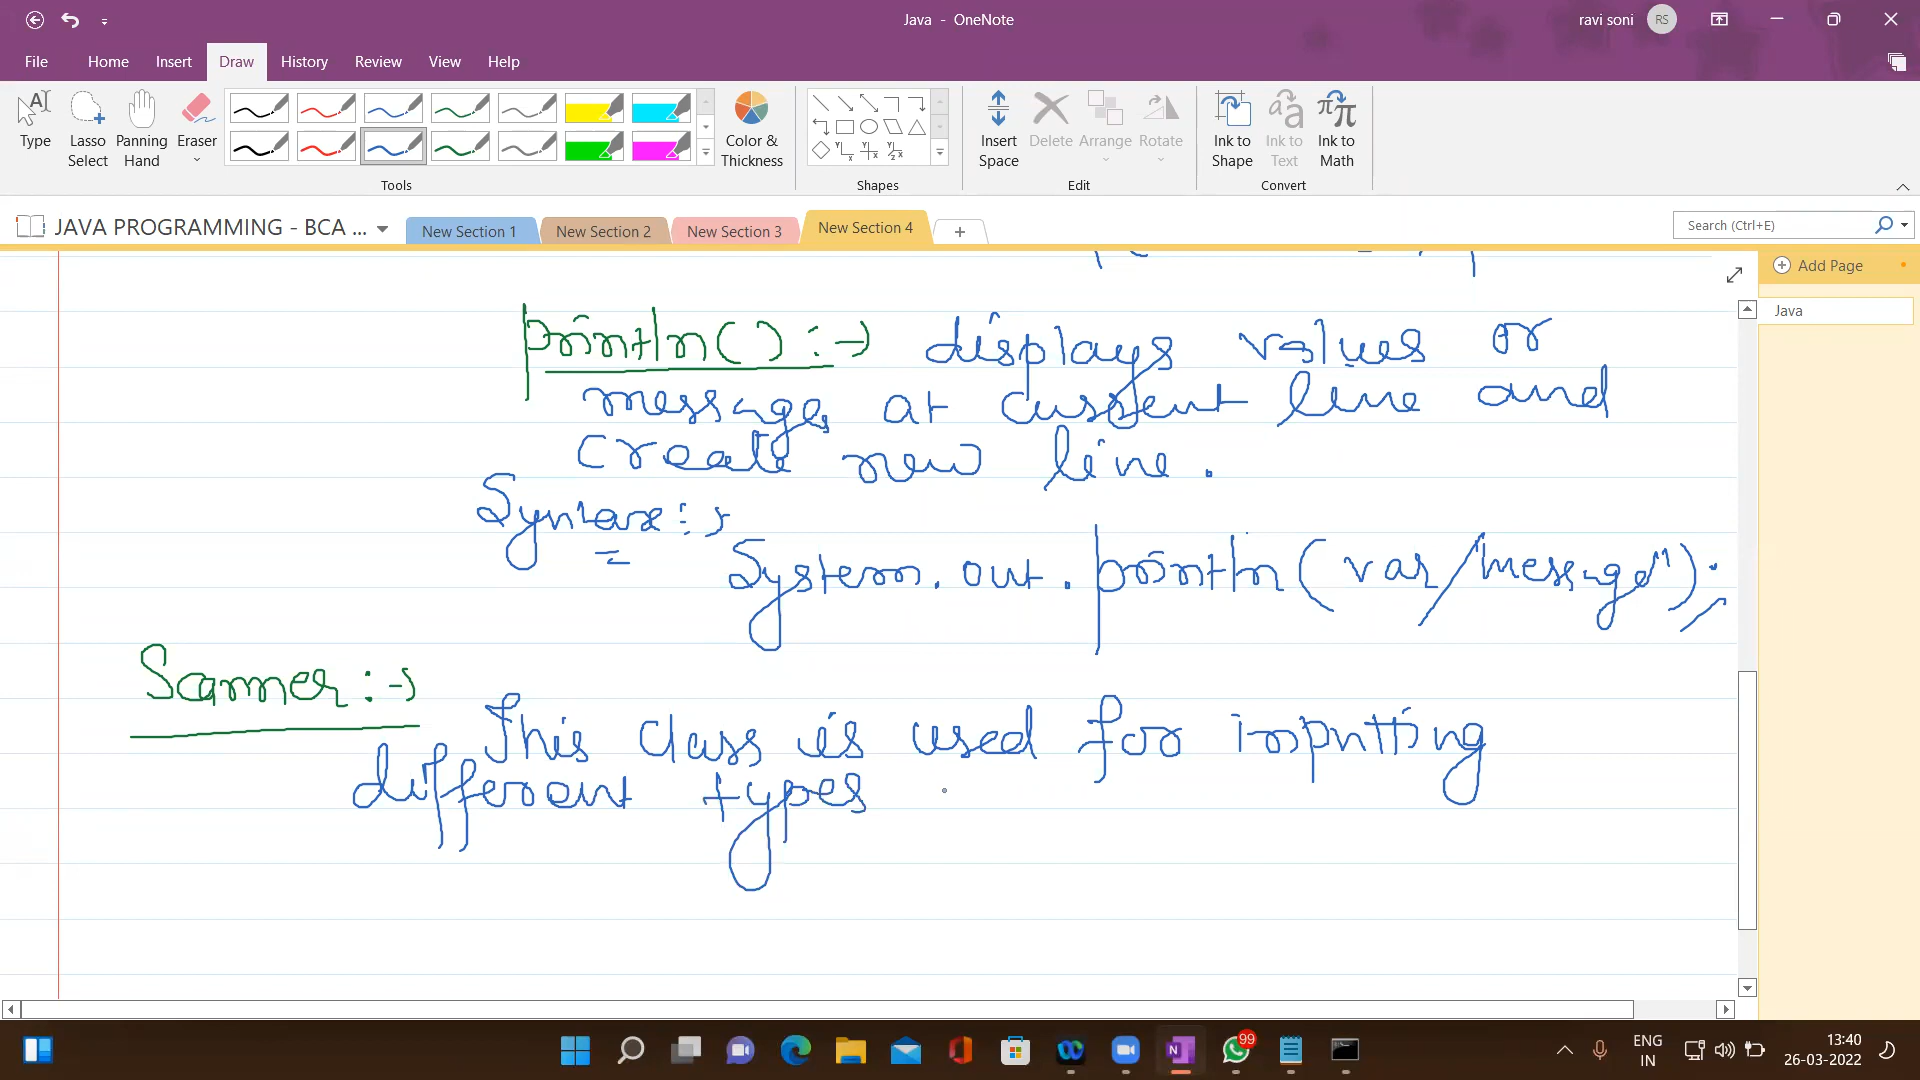 Java - OneNote
ravi soni RS
File Home Insert Draw History Review View Help
Type
Lasso Select
Panning Hand
Eraser
Color & Thickness
Insert Space
Delete
Arrange
Rotate
Ink to Shape
Ink to Text
Ink to Math
Tools Shapes Edit Convert
JAVA PROGRAMMING - BCA ... New Section 1 New Section 2 New Section 3 New Section 4
Search (Ctrl+E)
Add Page
Java
println() :→ displays values or
message, at current line and
create new line.
Syntax :→
System.out.println(var/"message");
Scanner :→
This class is used for inputting
different types
99
ENG
IN
13:40
26-03-2022